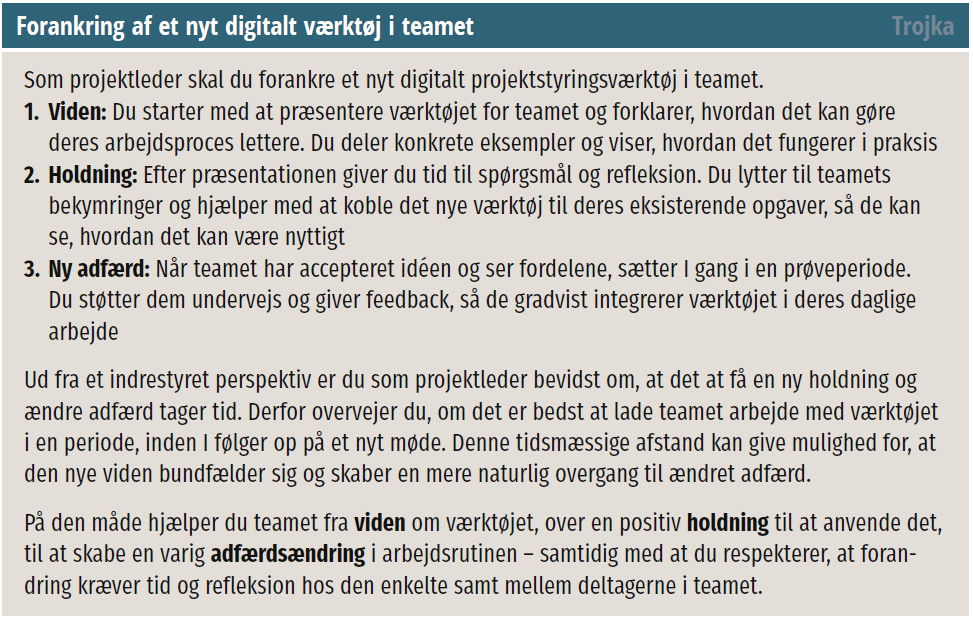 Forankring af et nyt digitalt værktøj i teamet Trojka
Som projektleder skal du forankre et nyt digitalt projektstyringsværktøj i teamet.
1. Viden: Du starter med at præsentere værktøjet for teamet og forklarer, hvordan det kan gøre
deres arbejdsproces lettere. Du deler konkrete eksempler og viser, hvordan det fungerer i praksis
2. Holdning: Efter præsentationen giver du tid til spørgsmål og refleksion. Du lytter til teamets
bekymringer og hjælper med at koble det nye værktøj til deres eksisterende opgaver, så de kan
se, hvordan det kan være nyttigt
3. Ny adfærd: Når teamet har accepteret idéen og ser fordelene, sætter I gang i en prøveperiode.
Du støtter dem undervejs og giver feedback, så de gradvist integrerer værktøjet i deres daglige
arbejde
Ud fra et indrestyret perspektiv er du som projektleder bevidst om, at det at få en ny holdning og
ændre adfærd tager tid. Derfor overvejer du, om det er bedst at lade teamet arbejde med værktøjet
i en periode, inden I følger op på et nyt møde. Denne tidsmæssige afstand kan give mulighed for, at
den nye viden bundfælder sig og skaber en mere naturlig overgang til ændret adfærd.
På den måde hjælper du teamet fra viden om værktøjet, over en positiv holdning til at anvende det,
til at skabe en varig adfærdsændring i arbejdsrutinen – samtidig med at du respekterer, at foran-
dring kræver tid og refleksion hos den enkelte samt mellem deltagerne i teamet.